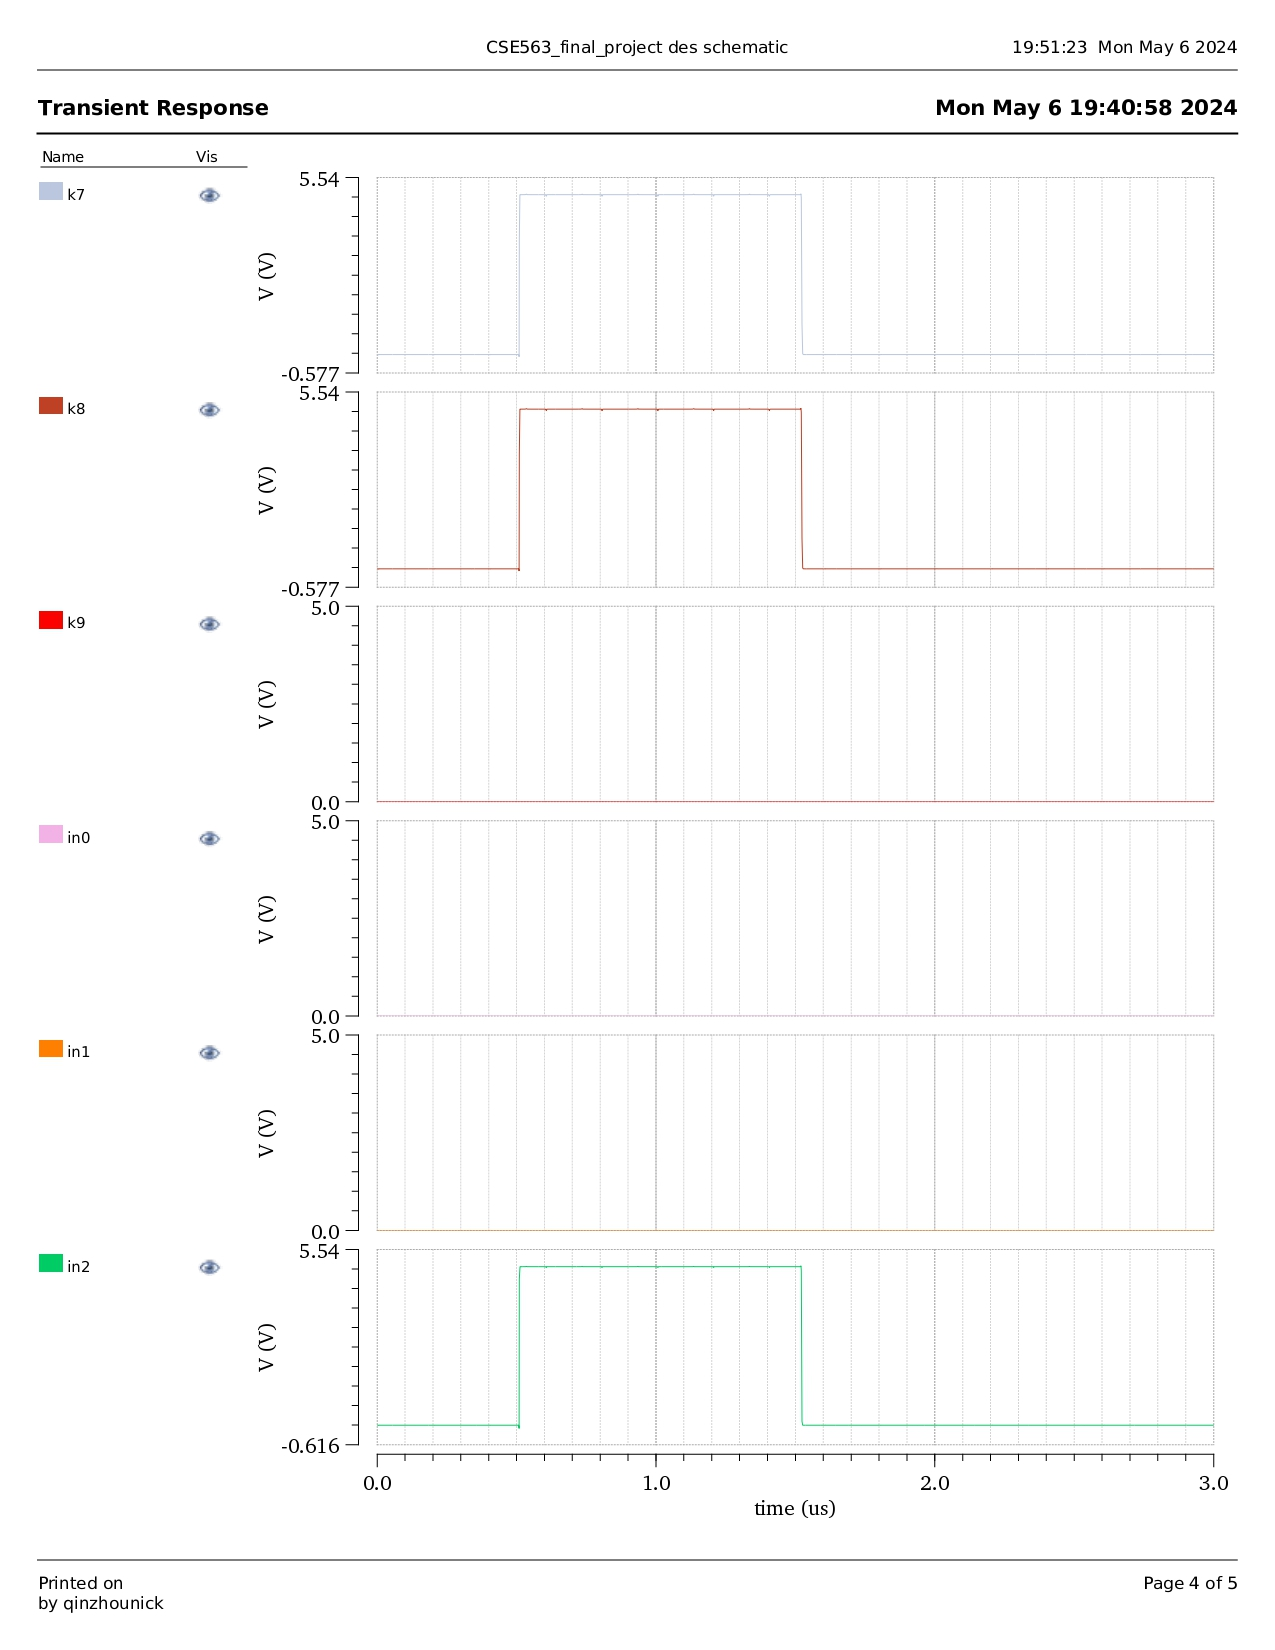 CSE563_final_project des schematic 19:51:23 Mon May 6 2024
Transient Response Mon May 6 19:40:58 2024
Name Vis
k7
5.54
V (V)
-0.577
k8
5.54
V (V)
-0.577
k9
5.0
V (V)
0.0
in0
5.0
V (V)
0.0
in1
5.0
V (V)
0.0
in2
5.54
V (V)
-0.616
0.0 1.0 2.0 3.0
time (us)
Printed on
by qinzhounick
Page 4 of 5